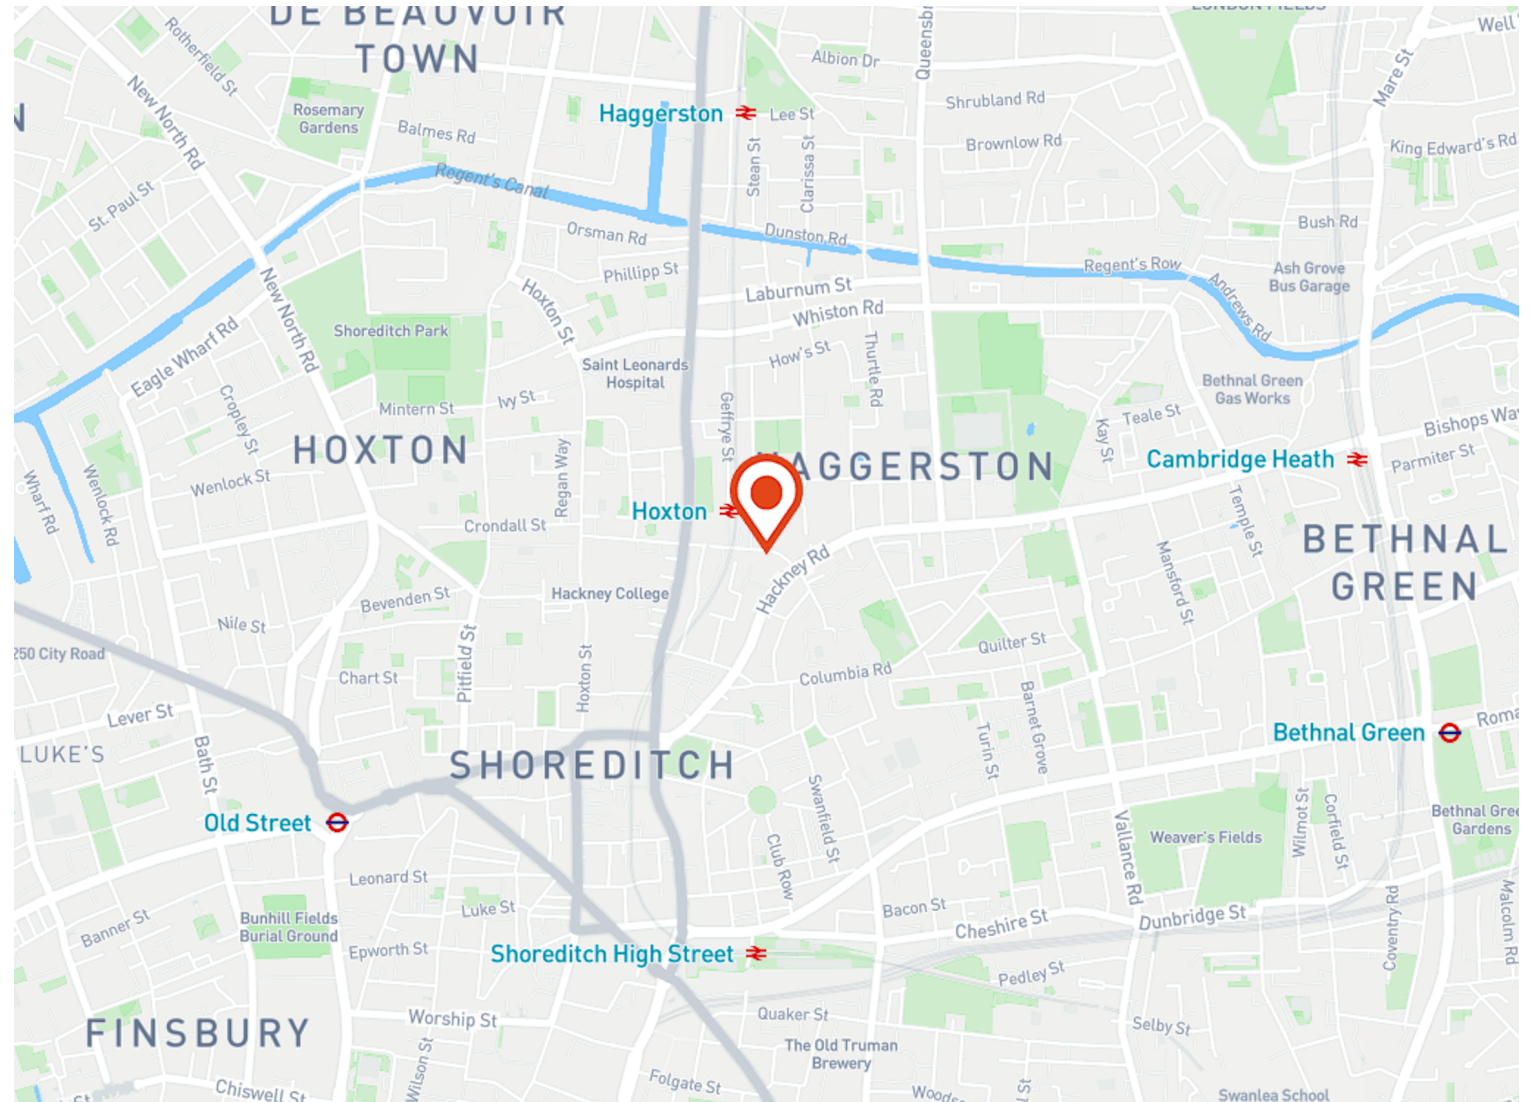 DE BEAUVOIR
TOWN
LONDON FIELDS
Well
Rotherfield St
Albion Dr
Queensbr
Mare St
New North Rd
Rosemary
Gardens
Haggerston
Lee St
Shrubland Rd
N
Balmes Rd
Brownlow Rd
King Edward's Rd
Stean St
Clarissa St
St. Paul St
Regent's Canal
Orsman Rd
Dunston Rd
Bush Rd
Phillipp St
Regent's Row
Ash Grove
Bus Garage
New North Rd
Hoxton St
Laburnum St
Andrews Rd
Whiston Rd
Shoreditch Park
Eagle Wharf Rd
How's St
Thurtle Rd
Saint Leonards
Hospital
Bethnal Green
Gas Works
Cropley St
Mintern St
Ivy St
Geffrye St
Teale St
Kay St
Bishops Way
HOXTON
HAGGERSTON
Cambridge Heath
Parmiter St
Wharf Rd
Wenlock Rd
Wenlock St
Regan Way
Hoxton
Crondall St
Temple St
BETHNAL
GREEN
Hackney Rd
Mansford St
Hackney College
Bevenden St
Nile St
250 City Road
Pitfield St
Hoxton St
Quilter St
Chart St
Columbia Rd
Barnet Grove
Lever St
Turin St
Bethnal Green
Roma
LUKE'S
Bath St
SHOREDITCH
Old Street
Swanfield St
Club Row
Vallance Rd
Weaver's Fields
Wilmot St
Corfield St
Bethnal Gree
Gardens
Leonard St
Luke St
Bacon St
Cheshire St
Dunbridge St
Coventry Rd
Malcolm Rd
Banner St
Bunhill Fields
Burial Ground
Epworth St
Shoreditch High Street
Pedley St
FINSBURY
Worship St
Quaker St
Selby St
The Old Truman
Brewery
Wilson St
Chiswell St
Folgate St
Woods
l St
St
Swanlea School